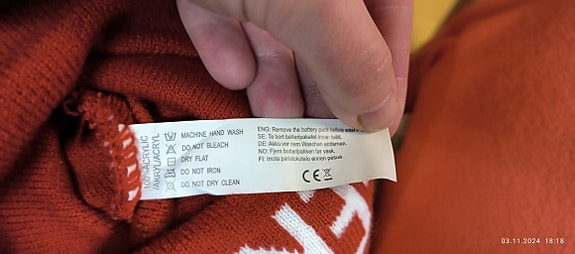 100%ACRYLIC
/AKRYL/ACRYL
MACHINE HAND WASH
DO NOT BLEACH
DRY FLAT
DO NOT IRON
DO NOT DRY CLEAN
ENG: Remove the battery pack before wash
SE: Ta bort batteripaketet innan tvätt.
DE: Akku vor dem Waschen entfernen.
NO: Fjern batteripakken før vask.
FI: Irrota paristokotelo ennen pesua.
CE
03.11.2024 18:18